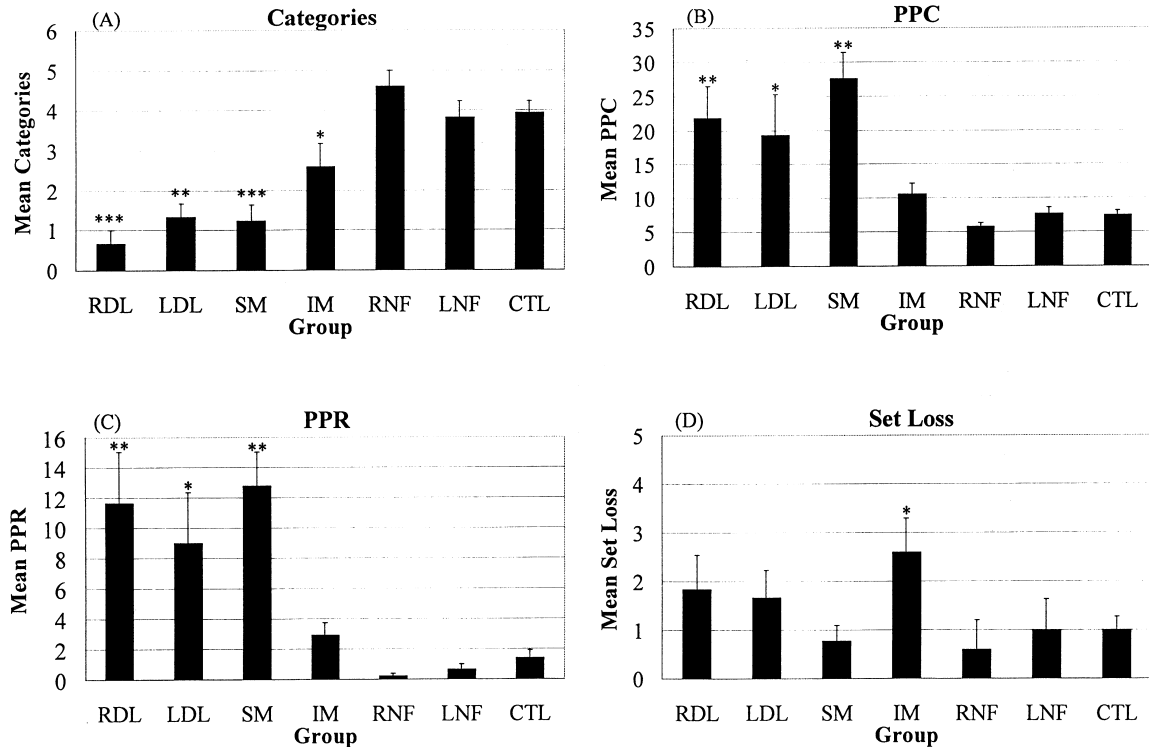 (A) Categories
Mean Categories
6
5
4
3
2
1
0
*** ** *** *
RDL LDL SM IM RNF LNF CTL
Group
(B) PPC
Mean PPC
35
30
25
20
15
10
5
0
** * **
RDL LDL SM IM RNF LNF CTL
Group
(C) PPR
Mean PPR
16
14
12
10
8
6
4
2
0
** * **
RDL LDL SM IM RNF LNF CTL
Group
(D) Set Loss
Mean Set Loss
5
4
3
2
1
0
*
RDL LDL SM IM RNF LNF CTL
Group